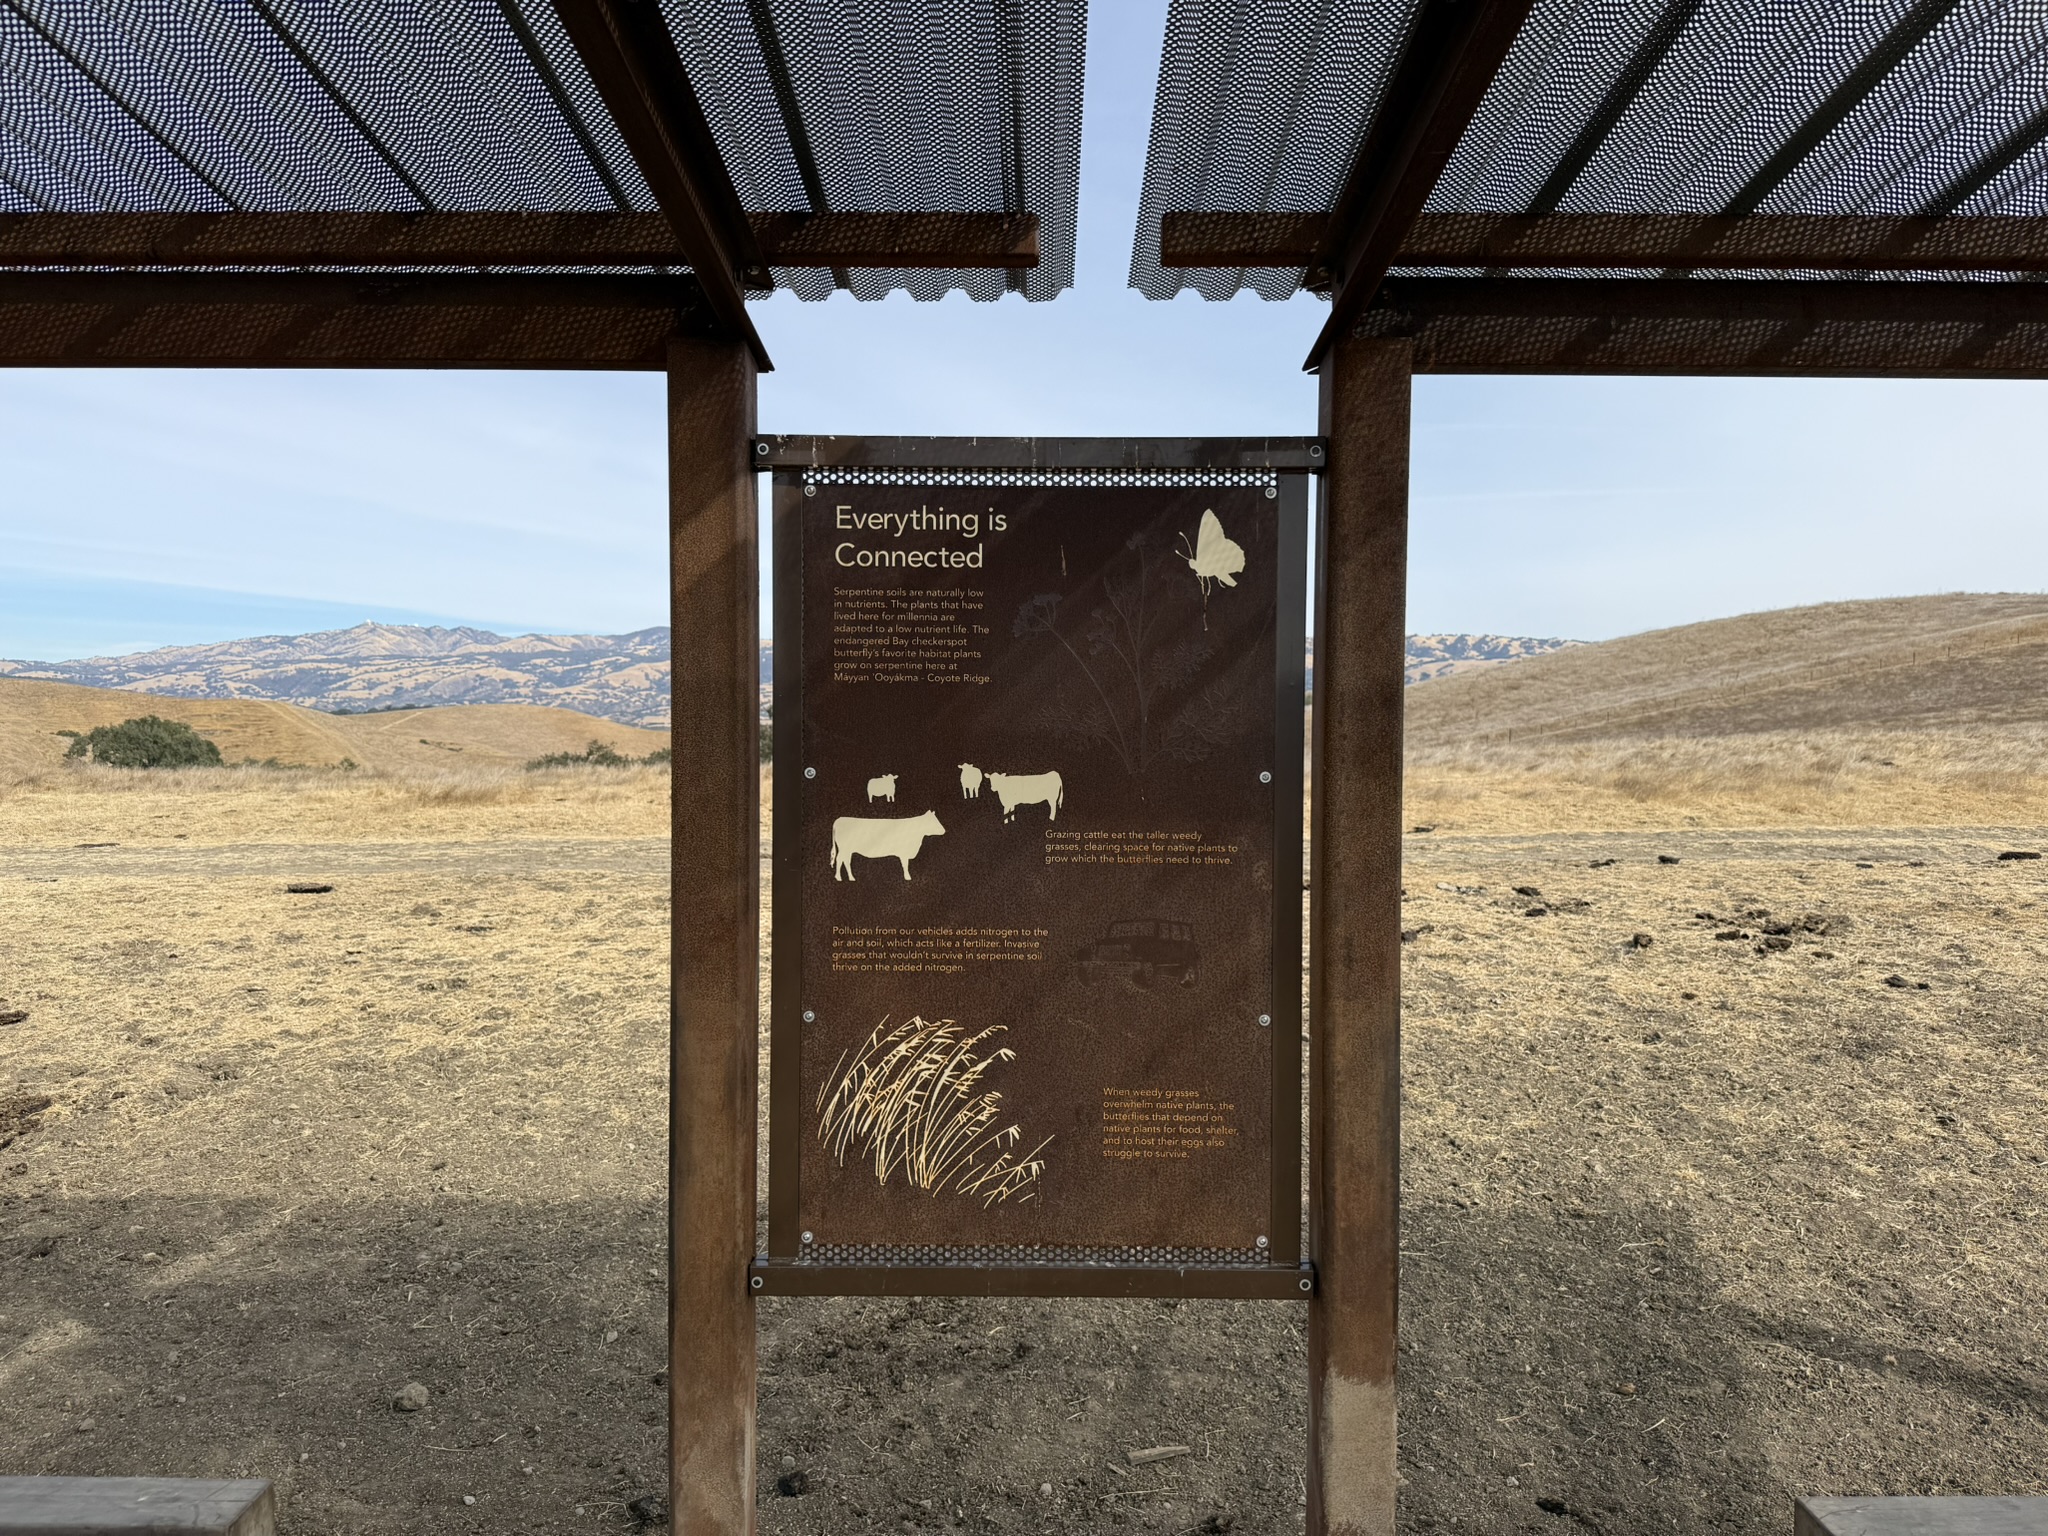 Everything is
Connected
Serpentine soils are naturally low
in nutrients. The plants that have
lived here for millennia are
adapted to a low nutrient life. The
endangered Bay checkerspot
butterfly's favorite habitat plants
grow on serpentine here at
Máyyan 'Ooyákma - Coyote Ridge.
Grazing cattle eat the taller weedy
grasses, clearing space for native plants to
grow which the butterflies need to thrive.
Pollution from our vehicles adds nitrogen to the
air and soil, which acts like a fertilizer. Invasive
grasses that wouldn't survive in serpentine soil
thrive on the added nitrogen.
When weedy grasses
overwhelm native plants, the
butterflies that depend on
native plants for food, shelter,
and to host their eggs also
struggle to survive.